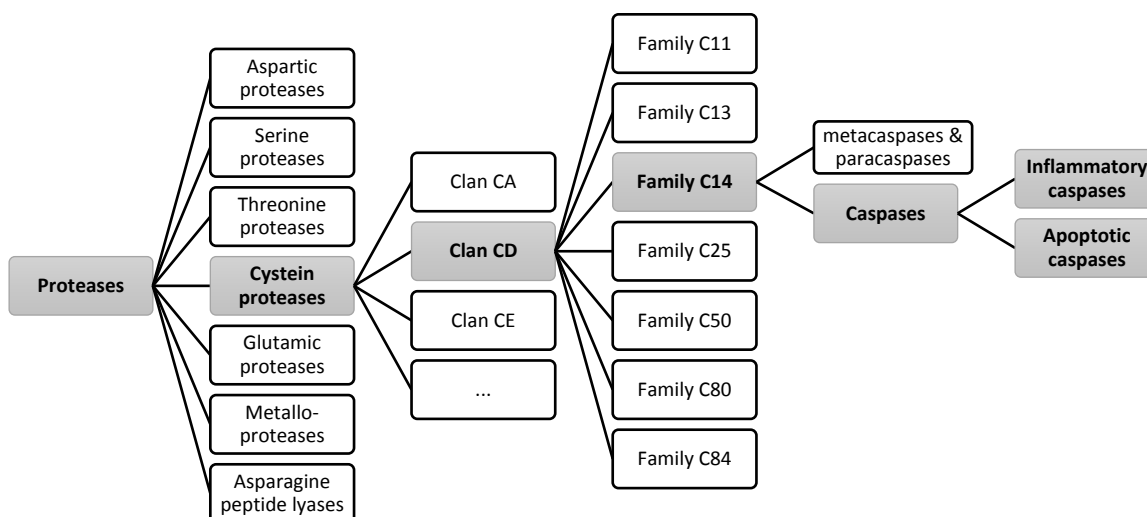 Proteases
Aspartic
proteases
Serine
proteases
Threonine
proteases
Cystein
proteases
Glutamic
proteases
Metallo-
proteases
Asparagine
peptide lyases
Clan CA
Clan CD
Clan CE
...
Family C11
Family C13
Family C14
Family C25
Family C50
Family C80
Family C84
metacaspases &
paracaspases
Caspases
Inflammatory
caspases
Apoptotic
caspases